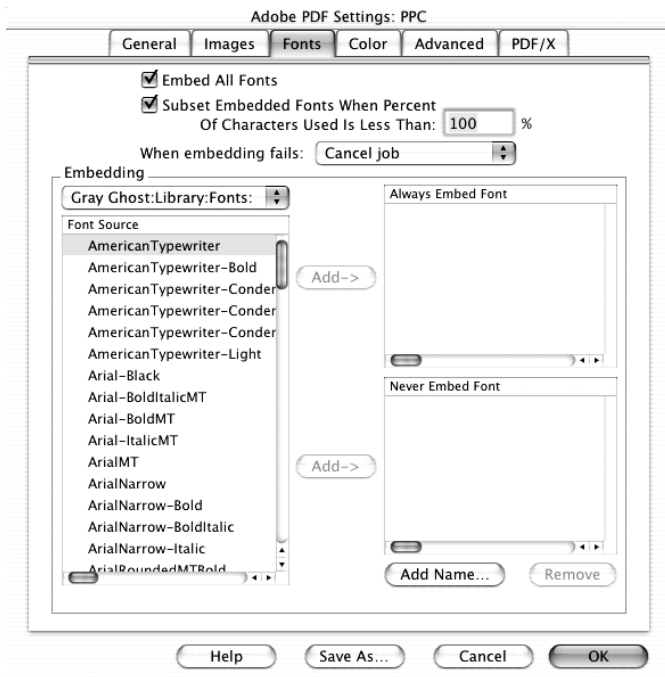 Adobe PDF Settings: PPC
General Images Fonts Color Advanced PDF/X
Embed All Fonts
Subset Embedded Fonts When Percent
Of Characters Used Is Less Than: 100 %
When embedding fails: Cancel job
Embedding
Gray Ghost:Library:Fonts:
Font Source
AmericanTypewriter
AmericanTypewriter-Bold
AmericanTypewriter-Conden
AmericanTypewriter-Conden
AmericanTypewriter-Conden
AmericanTypewriter-Light
Arial-Black
Arial-BoldItalicMT
Arial-BoldMT
Arial-ItalicMT
ArialMT
ArialNarrow
ArialNarrow-Bold
ArialNarrow-BoldItalic
ArialNarrow-Italic
ArialRoundedMTBold
Add->
Add->
Always Embed Font
Never Embed Font
Add Name... Remove
Help Save As... Cancel OK